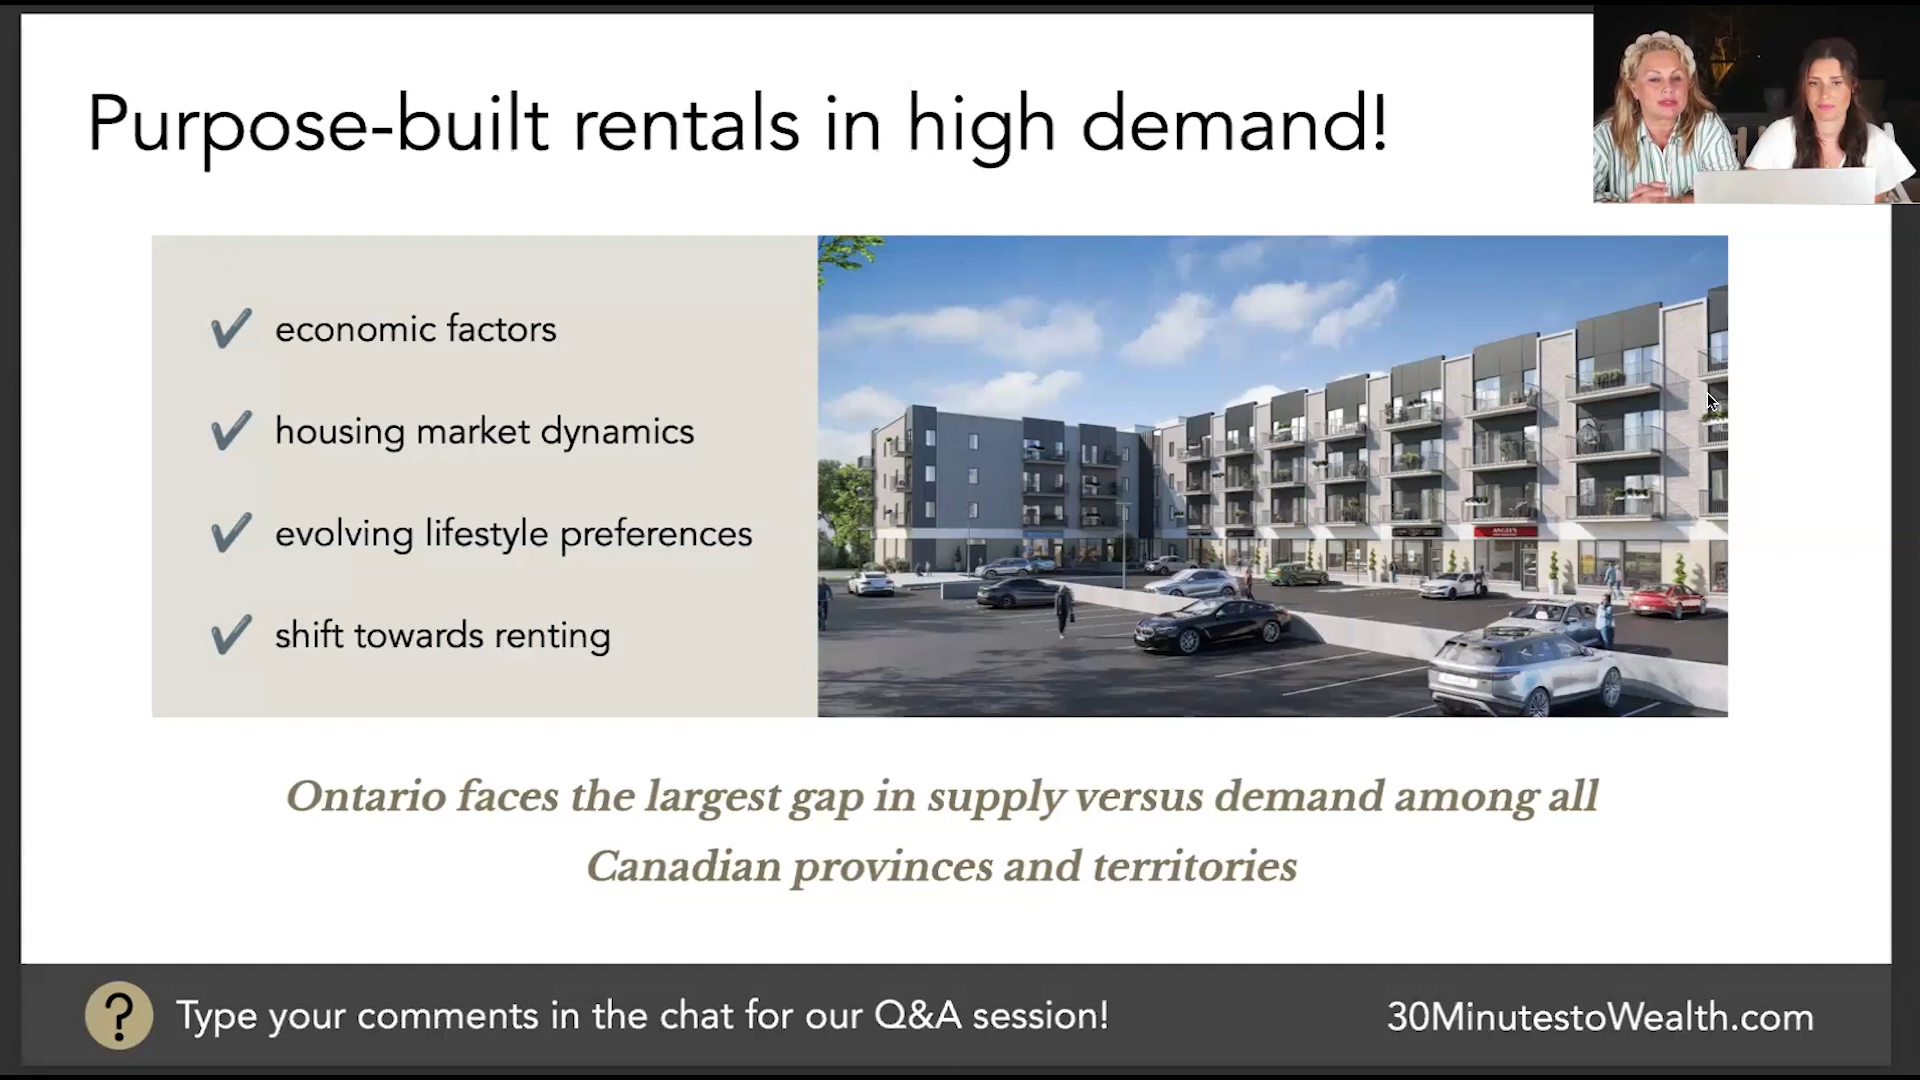 Purpose-built rentals in high demand!
economic factors
housing market dynamics
evolving lifestyle preferences
shift towards renting
Ontario faces the largest gap in supply versus demand among all
Canadian provinces and territories
? Type your comments in the chat for our Q&A session!
30MinutestoWealth.com